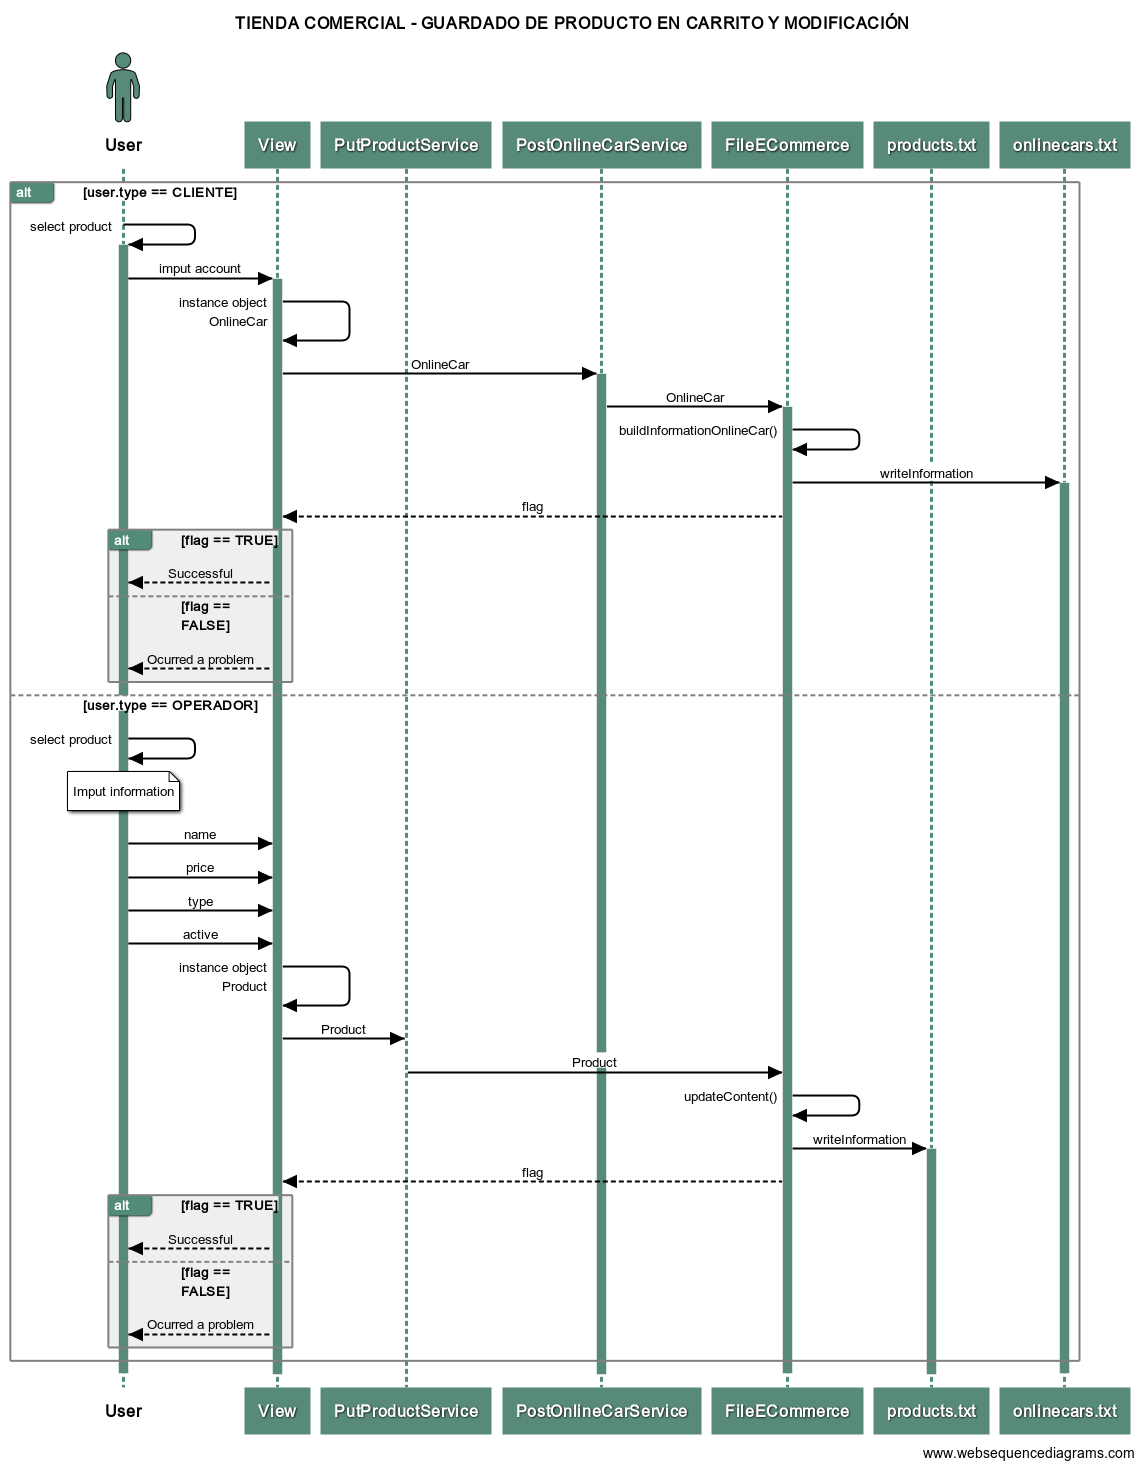 TIENDA COMERCIAL - GUARDADO DE PRODUCTO EN CARRITO Y MODIFICACIÓN
User
View
PutProductService
PostOnlineCarService
FileECommerce
products.txt
onlinecars.txt
alt
[user.type == CLIENTE]
select product
imput account
instance object
OnlineCar
OnlineCar
OnlineCar
buildInformationOnlineCar()
writeInformation
flag
alt
[flag == TRUE]
Successful
[flag ==
FALSE]
Ocurred a problem
[user.type == OPERADOR]
select product
Imput information
name
price
type
active
instance object
Product
Product
Product
updateContent()
writeInformation
flag
alt
[flag == TRUE]
Successful
[flag ==
FALSE]
Ocurred a problem
User
View
PutProductService
PostOnlineCarService
FileECommerce
products.txt
onlinecars.txt
www.websequencediagrams.com